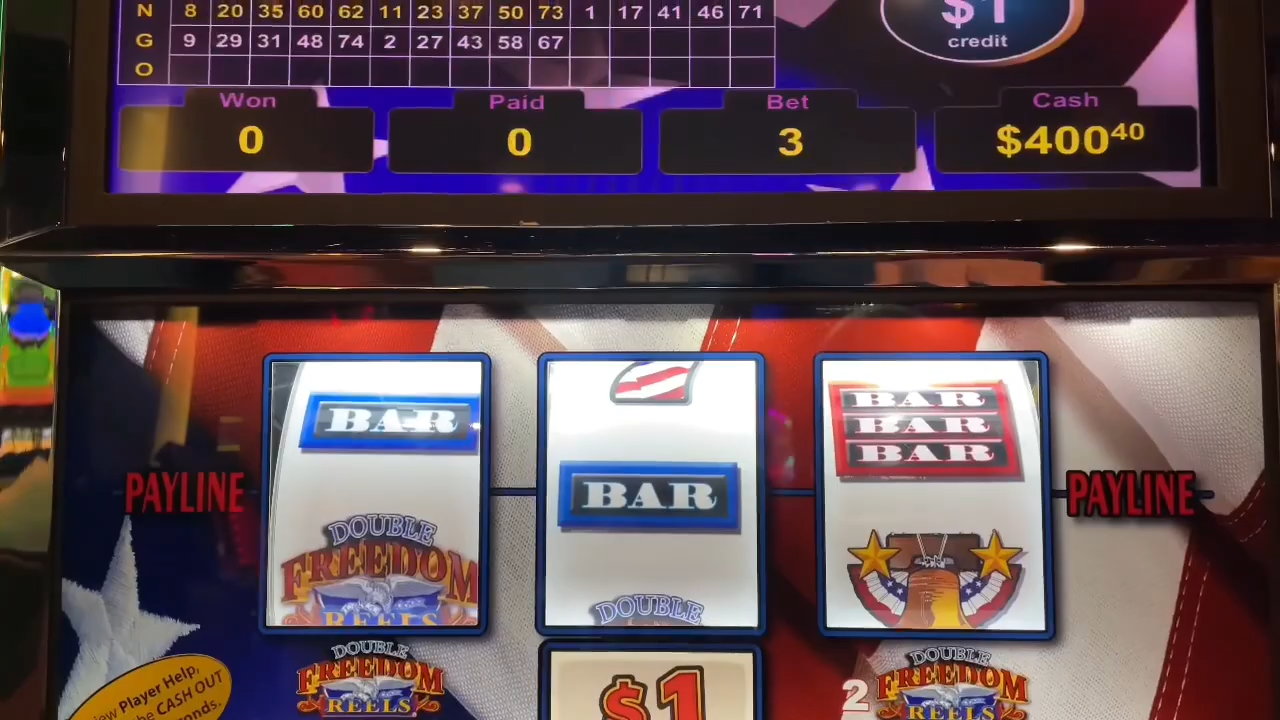 N 8 20 35 60 62 11 23 37 50 73 1 17 41 46 71
G 9 29 31 48 74 2 27 43 58 67
O
$1
credit
Won Paid Bet Cash
0 0 3 $400 40
BAR
BAR
BAR
BAR
BAR
PAYLINE
PAYLINE
DOUBLE
FREEDOM
REELS
DOUBLE
DOUBLE
FREEDOM
REELS
$1
2
DOUBLE
FREEDOM
REELS
Player Help,
CASH OUT